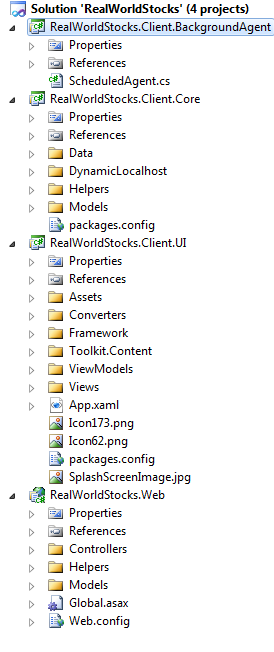 Solution 'RealWorldStocks' (4 projects)
RealWorldStocks.Client.BackgroundAgent
Properties
References
ScheduledAgent.cs
RealWorldStocks.Client.Core
Properties
References
Data
DynamicLocalhost
Helpers
Models
packages.config
RealWorldStocks.Client.UI
Properties
References
Assets
Converters
Framework
Toolkit.Content
ViewModels
Views
App.xaml
Icon173.png
Icon62.png
packages.config
SplashScreenImage.jpg
RealWorldStocks.Web
Properties
References
Controllers
Helpers
Models
Global.asax
Web.config